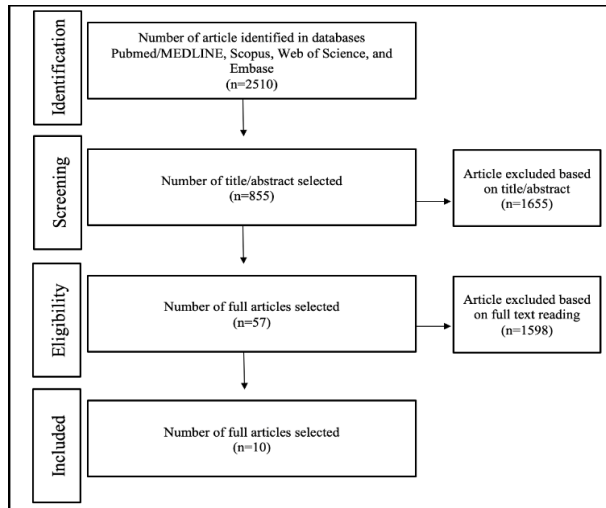 Identification
Number of article identified in databases
Pubmed/MEDLINE, Scopus, Web of Science, and
Embase
(n=2510)
Screening
Number of title/abstract selected
(n=855)
Article excluded based
on title/abstract
(n=1655)
Eligibility
Number of full articles selected
(n=57)
Article excluded based
on full text reading
(n=1598)
Included
Number of full articles selected
(n=10)